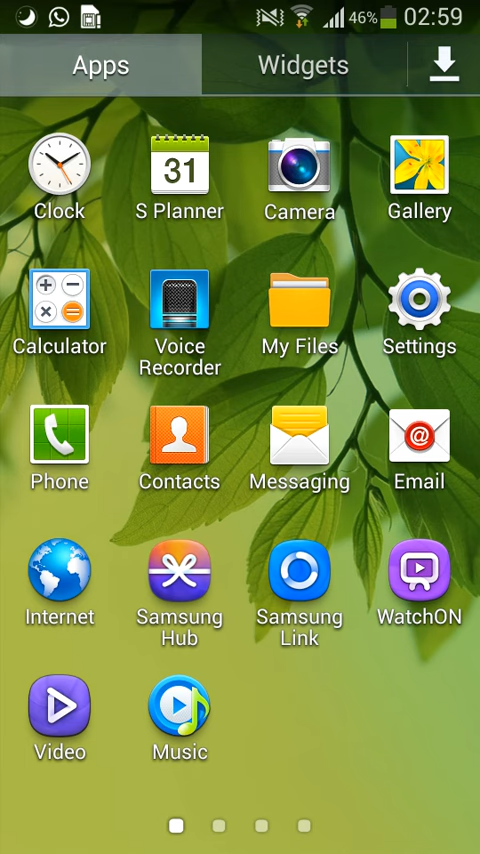 46% 02:59
Apps Widgets
31
Clock S Planner Camera Gallery
Calculator Voice Recorder My Files Settings
@
Phone Contacts Messaging Email
Internet Samsung Hub Samsung Link WatchON
Video Music